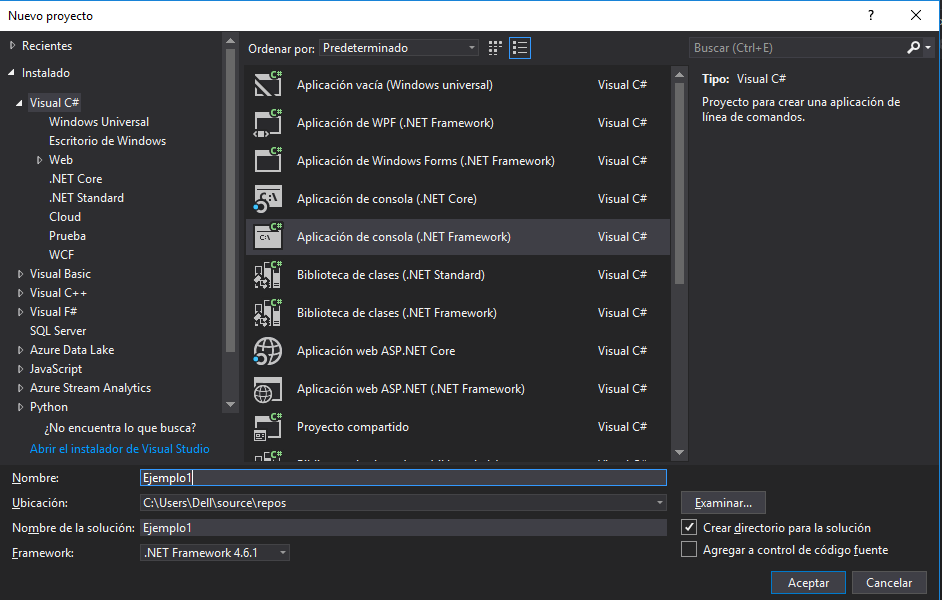 Nuevo proyecto
Recientes
Instalado
Visual C#
Windows Universal
Escritorio de Windows
Web
.NET Core
.NET Standard
Cloud
Prueba
WCF
Visual Basic
Visual C++
Visual F#
SQL Server
Azure Data Lake
JavaScript
Azure Stream Analytics
Python
¿No encuentra lo que busca?
Abrir el instalador de Visual Studio
Ordenar por: Predeterminado
Aplicación vacía (Windows universal) Visual C#
Aplicación de WPF (.NET Framework) Visual C#
Aplicación de Windows Forms (.NET Framework) Visual C#
Aplicación de consola (.NET Core) Visual C#
Aplicación de consola (.NET Framework) Visual C#
Biblioteca de clases (.NET Standard) Visual C#
Biblioteca de clases (.NET Framework) Visual C#
Aplicación web ASP.NET Core Visual C#
Aplicación web ASP.NET (.NET Framework) Visual C#
Proyecto compartido Visual C#
Buscar (Ctrl+E)
Tipo: Visual C#
Proyecto para crear una aplicación de
línea de comandos.
Nombre: Ejemplo1
Ubicación: C:\Users\Dell\source\repos
Examinar...
Nombre de la solución: Ejemplo1
Crear directorio para la solución
Framework: .NET Framework 4.6.1
Agregar a control de código fuente
Aceptar Cancelar